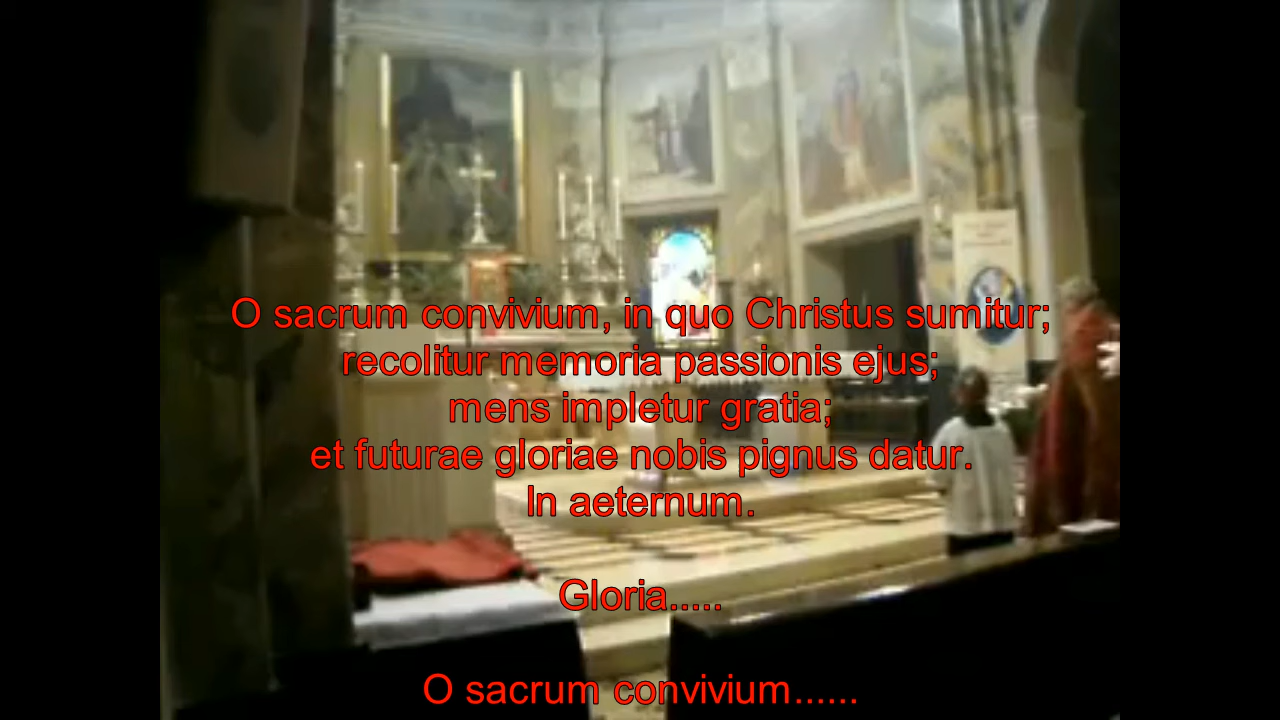 O sacrum convivium, in quo Christus sumitur;
recolitur memoria passionis ejus;
mens impletur gratia;
et futurae gloriae nobis pignus datur.
In aeternum.
Gloria.....
O sacrum convivium......